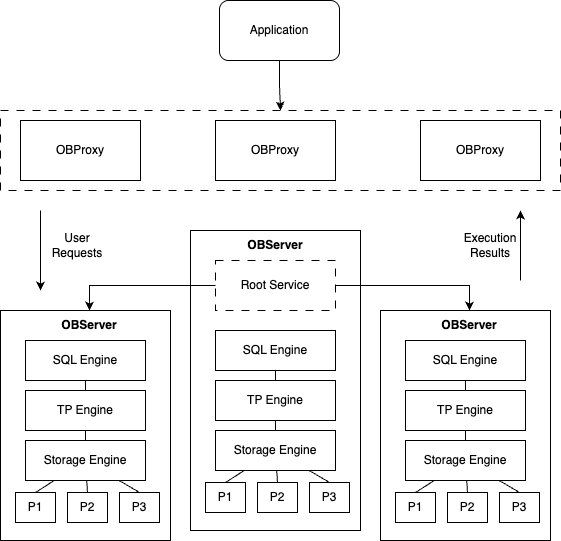 Application
OBProxy
OBProxy
OBProxy
User
Requests
Execution
Results
OBServer
Root Service
SQL Engine
TP Engine
Storage Engine
P1
P2
P3
OBServer
SQL Engine
TP Engine
Storage Engine
P1
P2
P3
OBServer
SQL Engine
TP Engine
Storage Engine
P1
P2
P3